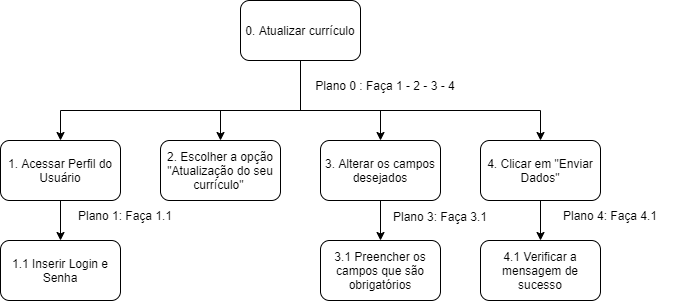 0. Atualizar currículo
Plano 0 : Faça 1 - 2 - 3 - 4
1. Acessar Perfil do
Usuário
2. Escolher a opção
"Atualização do seu
currículo"
3. Alterar os campos
desejados
4. Clicar em "Enviar
Dados"
Plano 1: Faça 1.1
Plano 3: Faça 3.1
Plano 4: Faça 4.1
1.1 Inserir Login e
Senha
3.1 Preencher os
campos que são
obrigatórios
4.1 Verificar a
mensagem de
sucesso